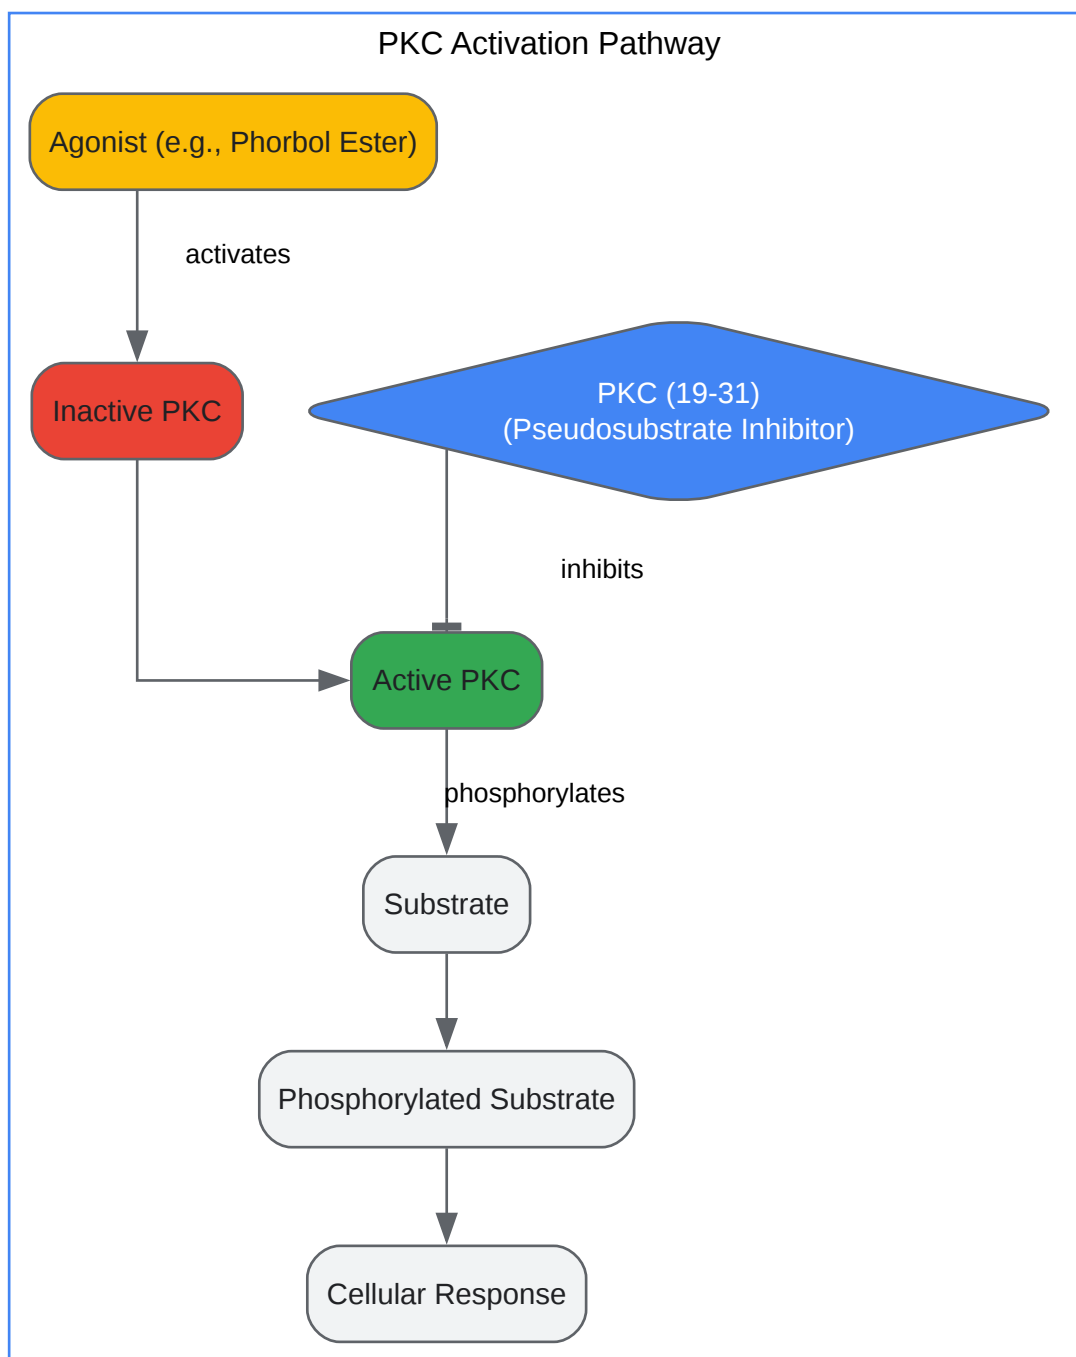 PKC Activation Pathway
Agonist (e.g., Phorbol Ester)
activates
Inactive PKC
PKC (19-31)
(Pseudosubstrate Inhibitor)
inhibits
Active PKC
phosphorylates
Substrate
Phosphorylated Substrate
Cellular Response